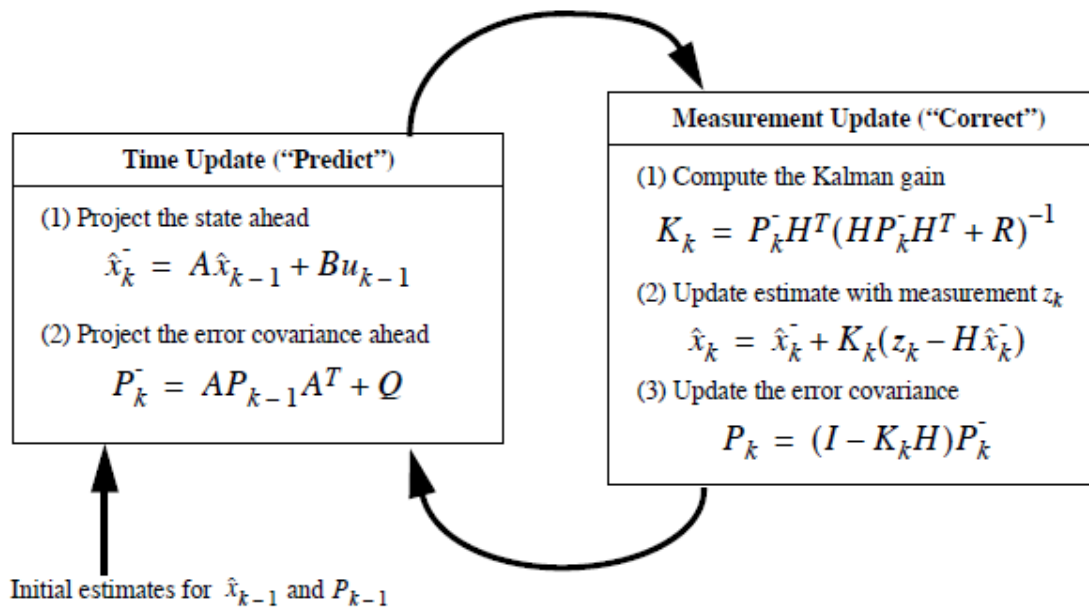 Time Update (“Predict”)
(1) Project the state ahead
x̂ₖ⁻ = Ax̂ₖ₋₁ + Buₖ₋₁
(2) Project the error covariance ahead
Pₖ⁻ = APₖ₋₁Aᵀ + Q
Initial estimates for x̂ₖ₋₁ and Pₖ₋₁
Measurement Update (“Correct”)
(1) Compute the Kalman gain
Kₖ = Pₖ⁻Hᵀ(HPₖ⁻Hᵀ + R)⁻¹
(2) Update estimate with measurement zₖ
x̂ₖ = x̂ₖ⁻ + Kₖ(zₖ – Hx̂ₖ⁻)
(3) Update the error covariance
Pₖ = (I – KₖH)Pₖ⁻